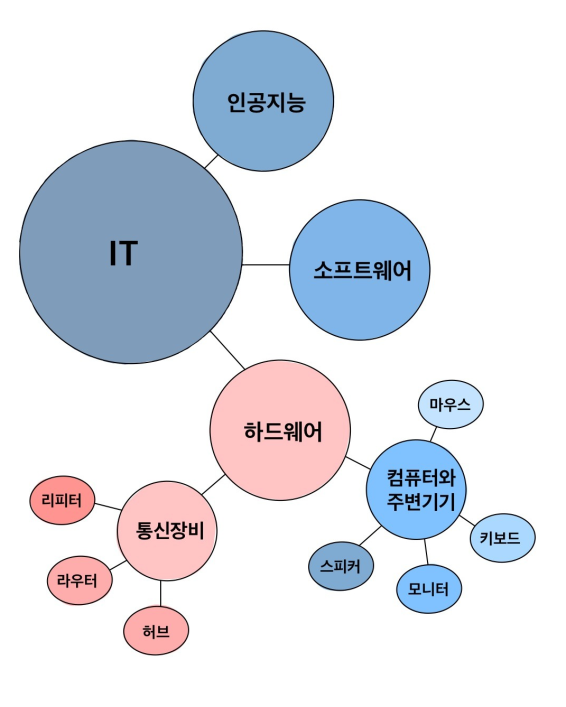 인공지능
IT
소프트웨어
하드웨어
마우스
컴퓨터와
주변기기
리피터
통신장비
키보드
스피커
라우터
모니터
허브